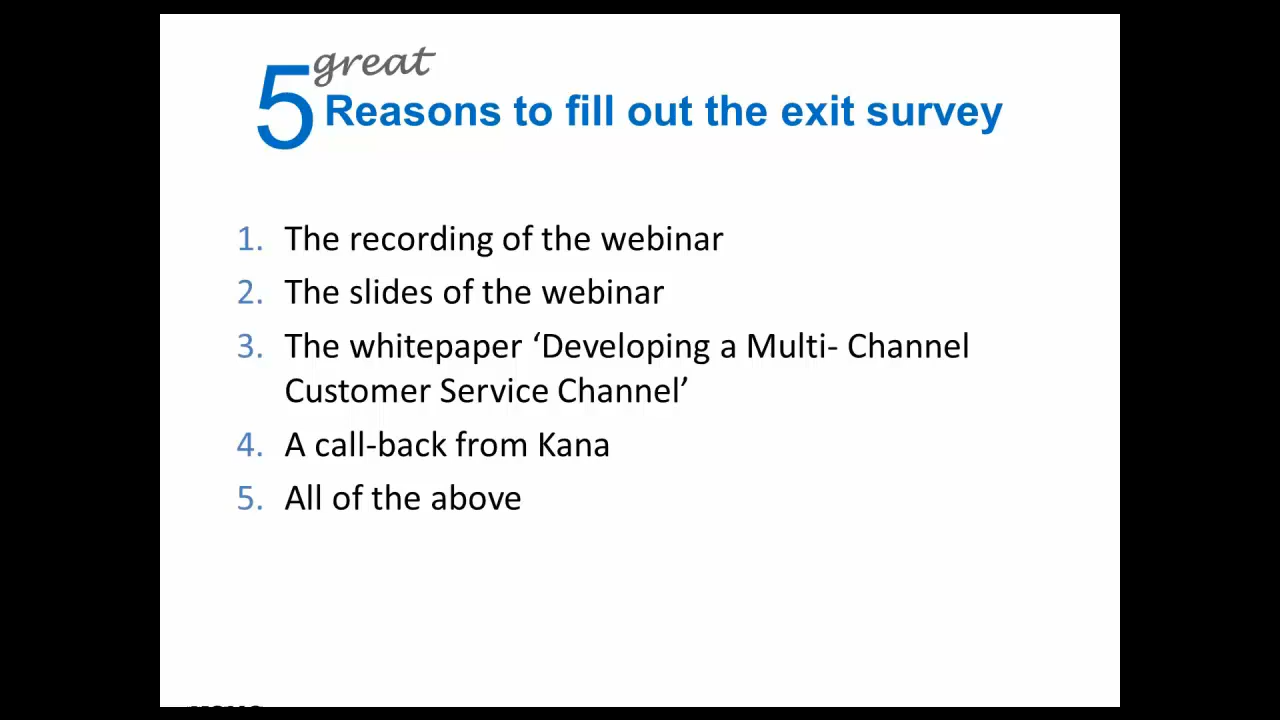 5 great
Reasons to fill out the exit survey
1. The recording of the webinar
2. The slides of the webinar
3. The whitepaper ‘Developing a Multi- Channel
Customer Service Channel’
4. A call-back from Kana
5. All of the above